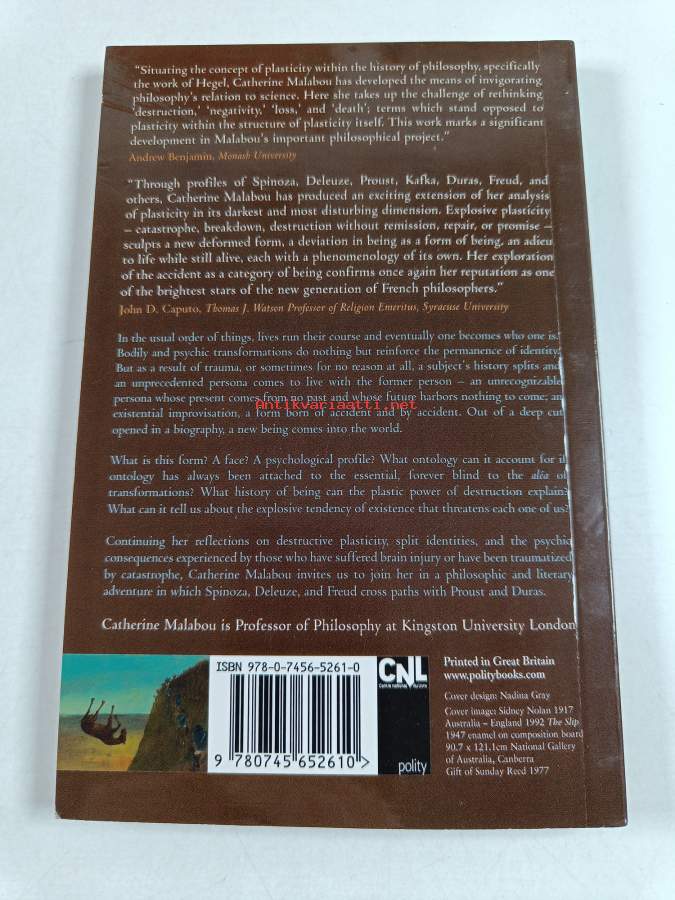 “Situating the concept of plasticity within the history of philosophy, specifically
the work of Hegel, Catherine Malabou has developed the means of invigorating
philosophy's relation to science. Here she takes up the challenge of rethinking
'destruction,' 'negativity,' 'loss,' and 'death'; terms which stand opposed to
plasticity within the structure of plasticity itself. This work marks a significant
development in Malabou's important philosophical project.”
Andrew Benjamin, Monash University
“Through profiles of Spinoza, Deleuze, Proust, Kafka, Duras, Freud, and
others, Catherine Malabou has produced an exciting extension of her analysis
of plasticity in its darkest and most disturbing dimension. Explosive plasticity
– catastrophe, breakdown, destruction without remission, repair, or promise –
sculpts a new deformed form, a deviation in being as a form of being, an adieu
to life while still alive, each with a phenomenology of its own. Her exploration
of the accident as a category of being confirms once again her reputation as one
of the brightest stars of the new generation of French philosophers.”
John D. Caputo, Thomas J. Watson Professor of Religion Emeritus, Syracuse University
In the usual order of things, lives run their course and eventually one becomes who one is.
Bodily and psychic transformations do nothing but reinforce the permanence of identity.
But as a result of trauma, or sometimes for no reason at all, a subject's history splits and
an unprecedented persona comes to live with the former person – an unrecognizable
persona whose present comes from no past and whose future harbors nothing to come; an
existential improvisation, a form born of accident and by accident. Out of a deep cut
opened in a biography, a new being comes into the world.
Antikvariaatti.net
What is this form? A face? A psychological profile? What ontology can it account for if
ontology has always been attached to the essential, forever blind to the aléa of
transformations? What history of being can the plastic power of destruction explain?
What can it tell us about the explosive tendency of existence that threatens each one of us?
Continuing her reflections on destructive plasticity, split identities, and the psychic
consequences experienced by those who have suffered brain injury or have been traumatized
by catastrophe, Catherine Malabou invites us to join her in a philosophic and literary
adventure in which Spinoza, Deleuze, and Freud cross paths with Proust and Duras.
Catherine Malabou is Professor of Philosophy at Kingston University London
ISBN 978-0-7456-5261-0
9 780745 652610 >
CNL
polity
Printed in Great Britain
www.politybooks.com
Cover design: Nadina Gray
Cover image: Sidney Nolan 1917
Australia – England 1992 The Slip
1947 enamel on composition board
90.7 x 121.1cm National Gallery
of Australia, Canberra
Gift of Sunday Reed 1977